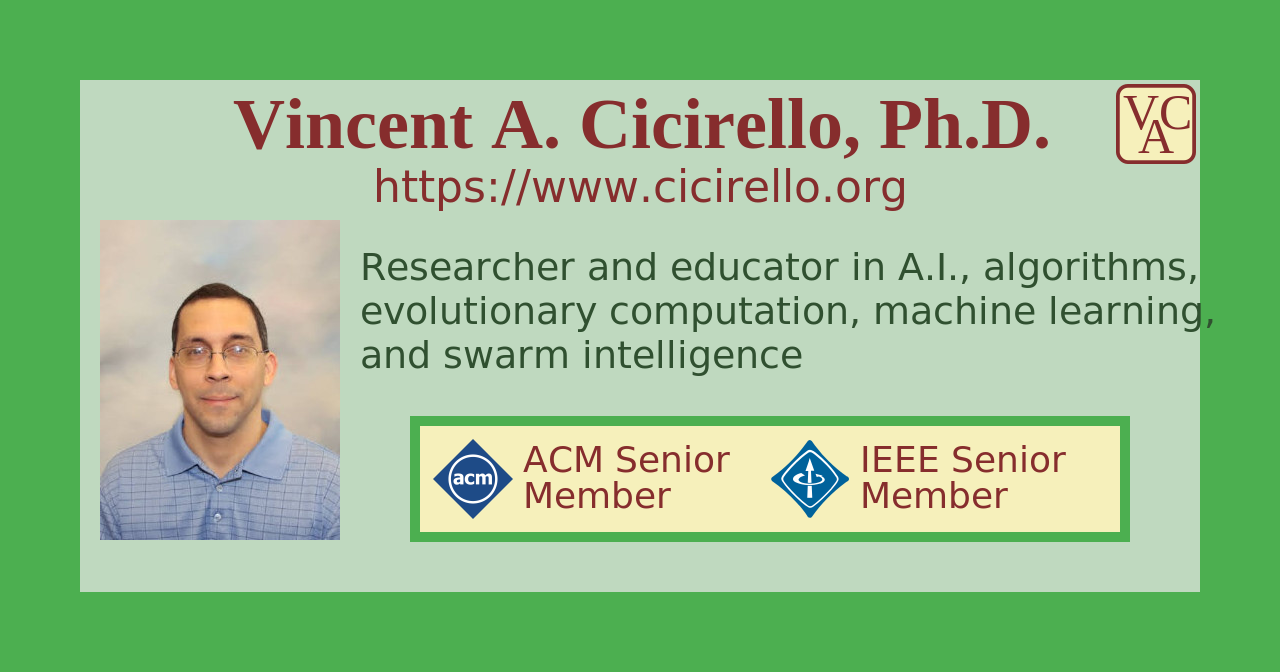 Vincent A. Cicirello, Ph.D.
VAC
https://www.cicirello.org
Researcher and educator in A.I., algorithms,
evolutionary computation, machine learning,
and swarm intelligence
acm
ACM Senior
Member
IEEE Senior
Member